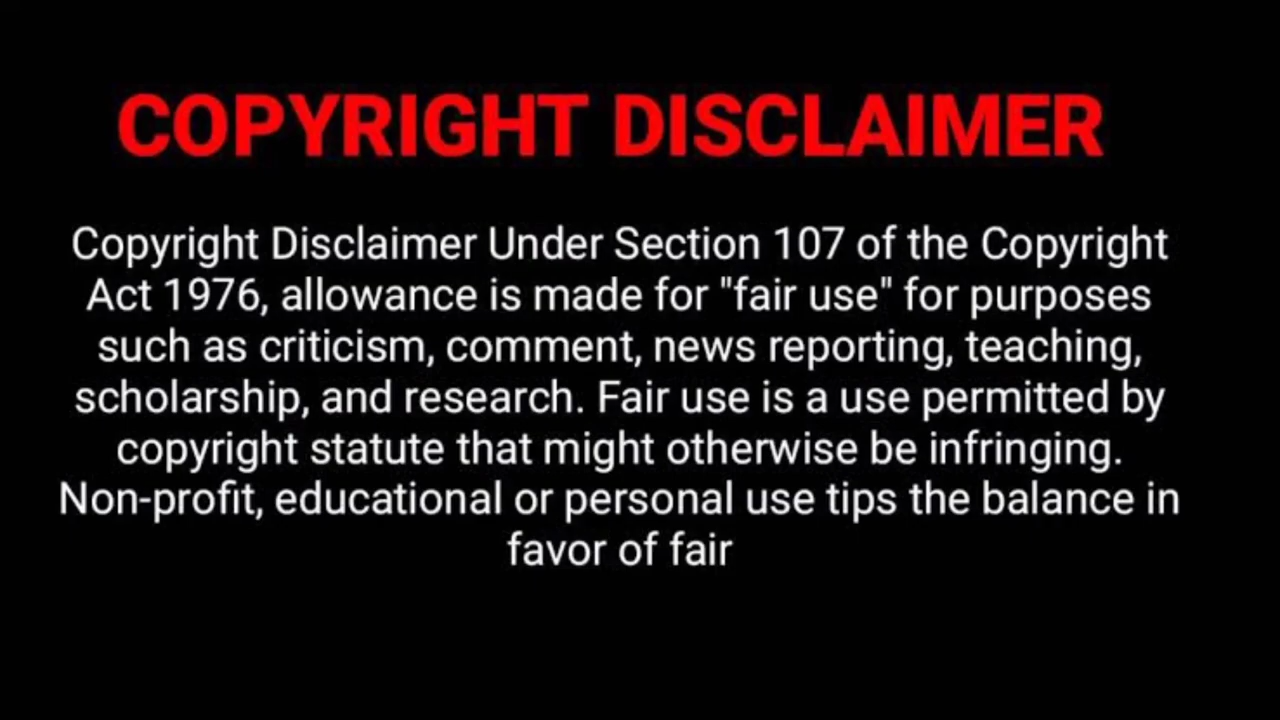 COPYRIGHT DISCLAIMER
Copyright Disclaimer Under Section 107 of the Copyright
Act 1976, allowance is made for "fair use" for purposes
such as criticism, comment, news reporting, teaching,
scholarship, and research. Fair use is a use permitted by
copyright statute that might otherwise be infringing.
Non-profit, educational or personal use tips the balance in
favor of fair